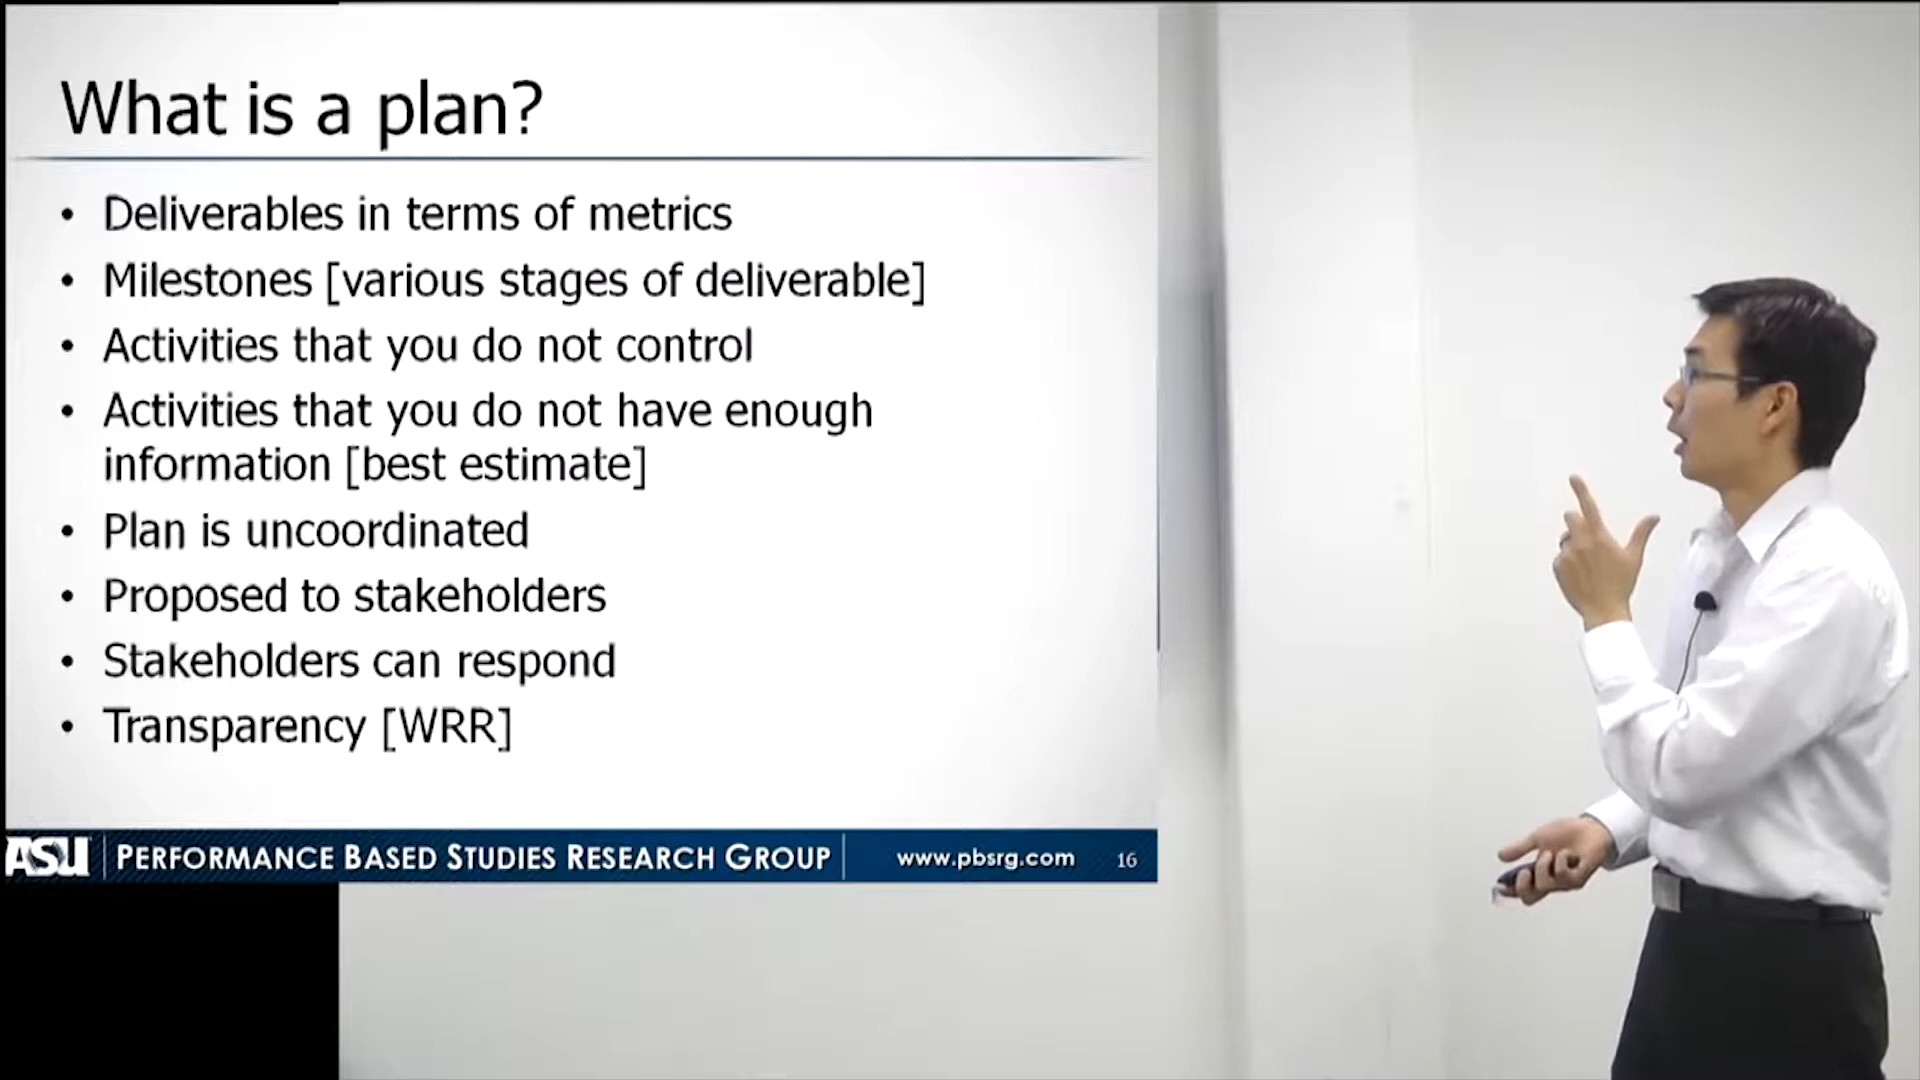 What is a plan?
• Deliverables in terms of metrics
• Milestones [various stages of deliverable]
• Activities that you do not control
• Activities that you do not have enough
information [best estimate]
• Plan is uncoordinated
• Proposed to stakeholders
• Stakeholders can respond
• Transparency [WRR]
ASU PERFORMANCE BASED STUDIES RESEARCH GROUP www.pbsrg.com 16